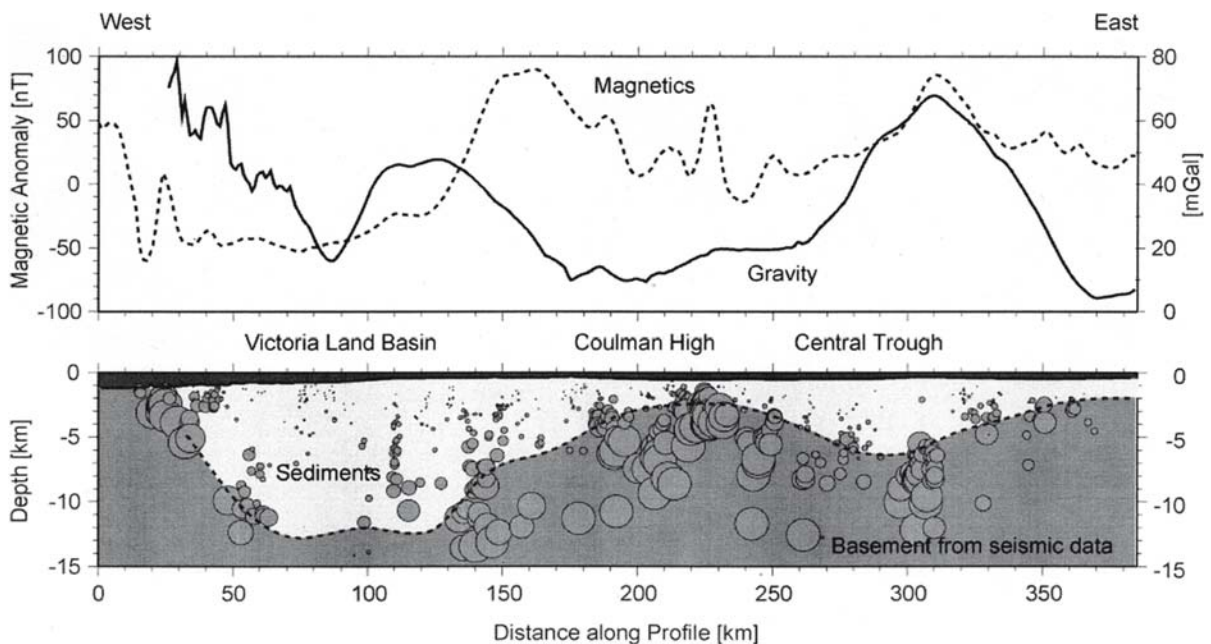 West East
100 80
Magnetics
50 60
0 40
-50 20
Gravity
-100 0
Magnetic Anomaly [nT]
[mGal]
Victoria Land Basin Coulman High Central Trough
0 0
-5 -5
Sediments
-10 -10
Basement from seismic data
-15 -15
Depth [km]
Depth [km]
0 50 100 150 200 250 300 350
Distance along Profile [km]